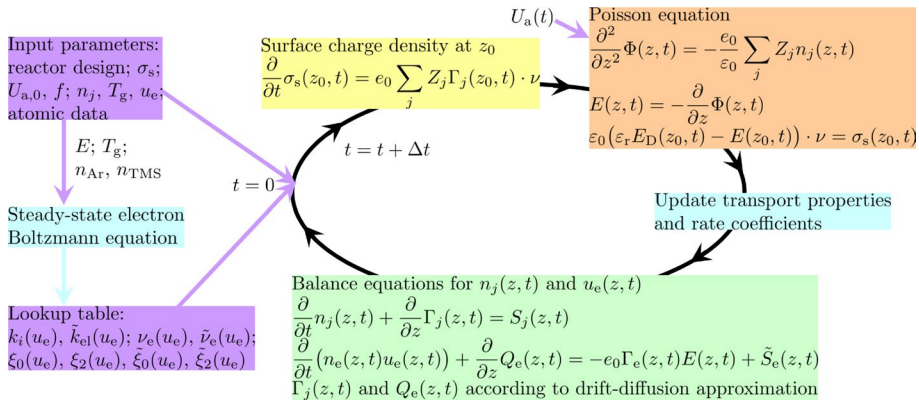 Input parameters:
reactor design; σ_s;
U_{a,0}, f; n_j, T_g, u_e;
atomic data
E; T_g;
n_Ar, n_TMS
Steady-state electron
Boltzmann equation
Lookup table:
k_i(u_e), k̃_el(u_e); ν_e(u_e), ν̃_e(u_e);
ξ_0(u_e), ξ_2(u_e), ξ̃_0(u_e), ξ̃_2(u_e)
t = 0
Surface charge density at z_0
∂/∂t σ_s(z_0, t) = e_0 ∑_j Z_j Γ_j(z_0, t) · ν
t = t + Δt
U_a(t)
Poisson equation
∂²/∂z² Φ(z, t) = −e_0/ε_0 ∑_j Z_j n_j(z, t)
E(z, t) = −∂/∂z Φ(z, t)
ε_0(ε_r E_D(z_0, t) − E(z_0, t)) · ν = σ_s(z_0, t)
Update transport properties
and rate coefficients
Balance equations for n_j(z, t) and u_e(z, t)
∂/∂t n_j(z, t) + ∂/∂z Γ_j(z, t) = S_j(z, t)
∂/∂t (n_e(z, t)u_e(z, t)) + ∂/∂z Q_e(z, t) = −e_0 Γ_e(z, t)E(z, t) + S̃_e(z, t)
Γ_j(z, t) and Q_e(z, t) according to drift-diffusion approximation